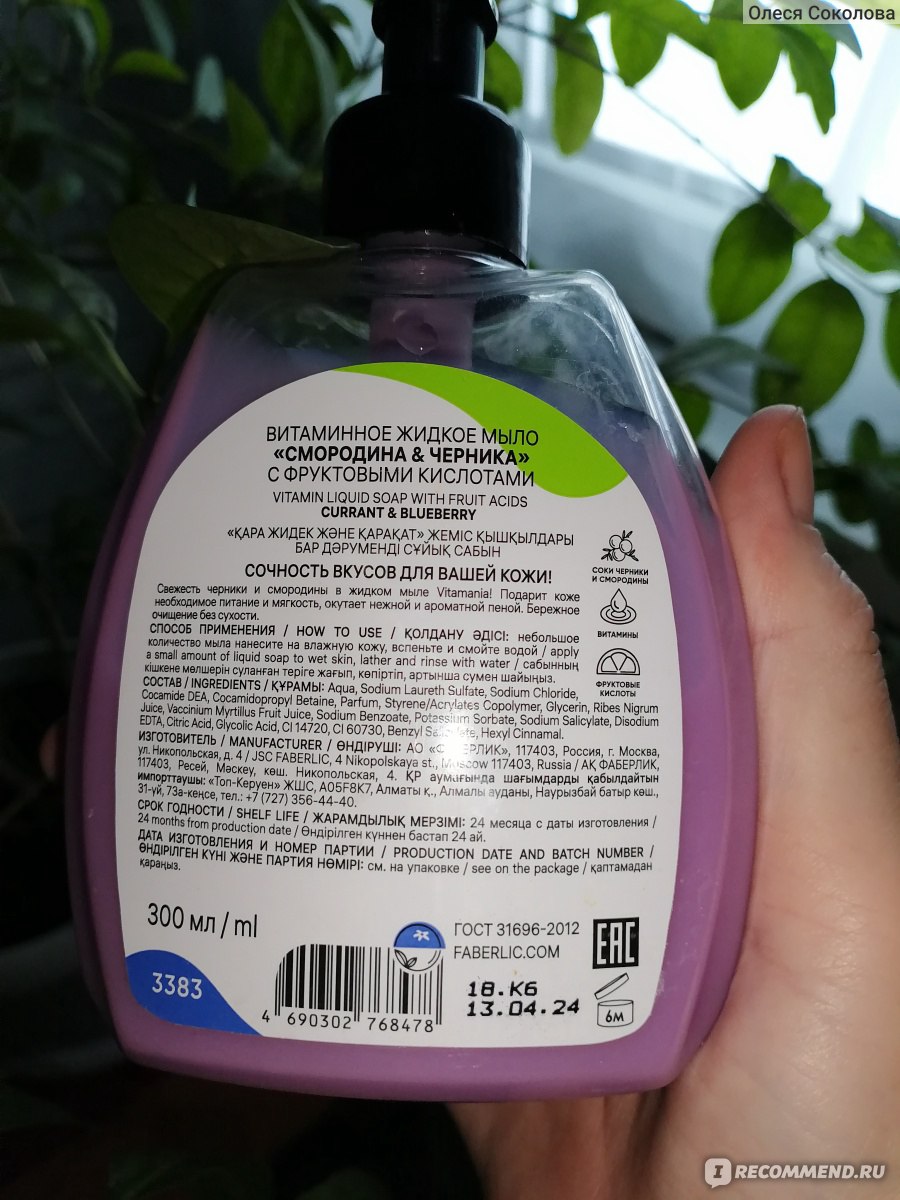 Олеся Соколова
ВИТАМИННОЕ ЖИДКОЕ МЫЛО
«СМОРОДИНА & ЧЕРНИКА»
С ФРУКТОВЫМИ КИСЛОТАМИ
VITAMIN LIQUID SOAP WITH FRUIT ACIDS
CURRANT & BLUEBERRY
«ҚАРА ЖИДЕК ЖӘНЕ ҚАРАҚАТ» ЖЕМІС ҚЫШҚЫЛДАРЫ
БАР ДӘРУМЕНДІ СҰЙЫҚ САБЫН
СОЧНОСТЬ ВКУСОВ ДЛЯ ВАШЕЙ КОЖИ!
Свежесть черники и смородины в жидком мыле Vitamania! Подарит коже
необходимое питание и мягкость, окутает нежной и ароматной пеной. Бережное
очищение без сухости.
СПОСОБ ПРИМЕНЕНИЯ / HOW TO USE / ҚОЛДАНУ ӘДІСІ: небольшое
количество мыла нанесите на влажную кожу, вспеньте и смойте водой / apply
a small amount of liquid soap to wet skin, lather and rinse with water / сабынның
кішкене мөлшерін суланған теріге жағып, көпіртіп, артынша сумен шайыңыз.
СОСТАВ / INGREDIENTS / ҚҰРАМЫ: Aqua, Sodium Laureth Sulfate, Sodium Chloride,
Cocamide DEA, Cocamidopropyl Betaine, Parfum, Styrene/Acrylates Copolymer, Glycerin, Ribes Nigrum
Juice, Vaccinium Myrtillus Fruit Juice, Sodium Benzoate, Potassium Sorbate, Sodium Salicylate, Disodium
EDTA, Citric Acid, Glycolic Acid, CI 14720, CI 60730, Benzyl Salicylate, Hexyl Cinnamal.
ИЗГОТОВИТЕЛЬ / MANUFACTURER / ӨНДІРУШІ: АО «ФАБЕРЛИК», 117403, Россия, г. Москва,
ул. Никопольская, д. 4 / JSC FABERLIC, 4 Nikopolskaya st., Moscow 117403, Russia / АҚ ФАБЕРЛИК,
117403, Ресей, Мәскеу, көш. Никопольская, 4. ҚР аумағында шағымдарды қабылдайтын
импорттаушы: «Топ-Керуен» ЖШС, A05F8K7, Алматы қ., Алмалы ауданы, Наурызбай батыр көш.,
31-үй, 73а-кеңсе, тел.: +7 (727) 356-44-40.
СРОК ГОДНОСТИ / SHELF LIFE / ЖАРАМДЫЛЫҚ МЕРЗІМІ: 24 месяца с даты изготовления /
24 months from production date / Өндірілген күннен бастап 24 ай.
ДАТА ИЗГОТОВЛЕНИЯ И НОМЕР ПАРТИИ / PRODUCTION DATE AND BATCH NUMBER /
ӨНДІРІЛГЕН КҮНІ ЖӘНЕ ПАРТИЯ НӨМІРІ: см. на упаковке / see on the package / қаптамадан
қараңыз.
СОКИ ЧЕРНИКИ
И СМОРОДИНЫ
ВИТАМИНЫ
ФРУКТОВЫЕ
КИСЛОТЫ
300 мл / ml
ГОСТ 31696-2012
FABERLIC.COM
EAC
3383
4 690302 768478
18.К6
13.04.24
6М
IRECOMMEND.RU